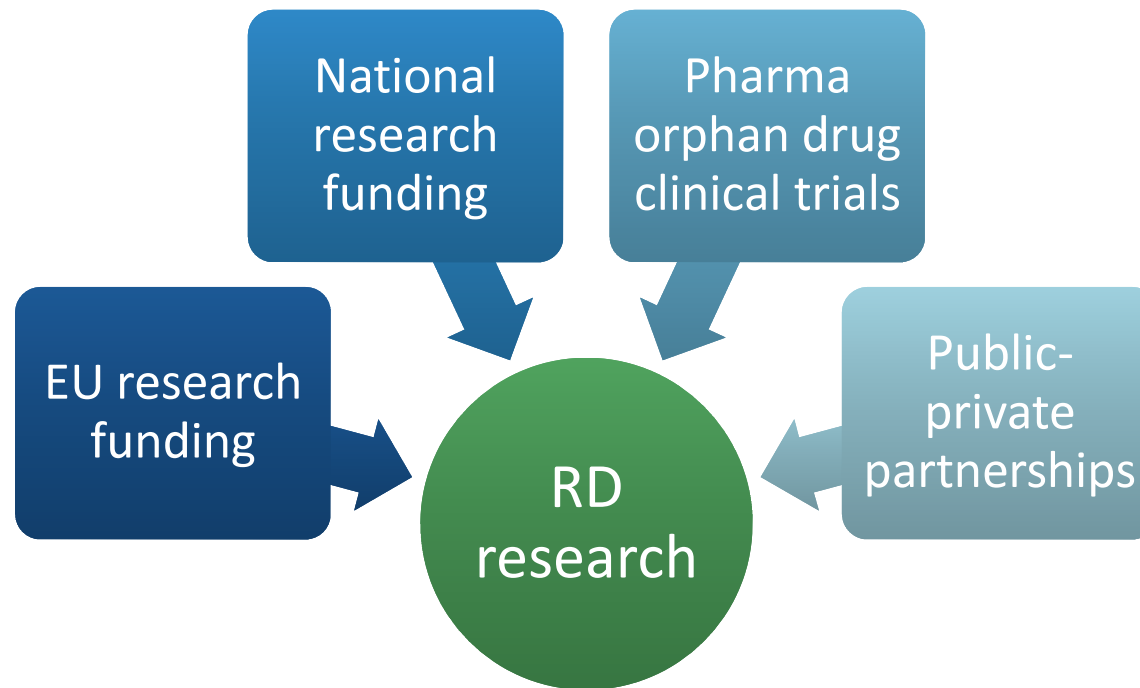 National
research
funding
Pharma
orphan drug
clinical trials
EU research
funding
Public-
private
partnerships
RD
research